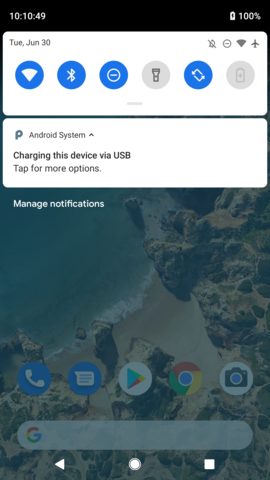 10:10:49
100%
Tue, Jun 30
Android System
Charging this device via USB
Tap for more options.
Manage notifications
G